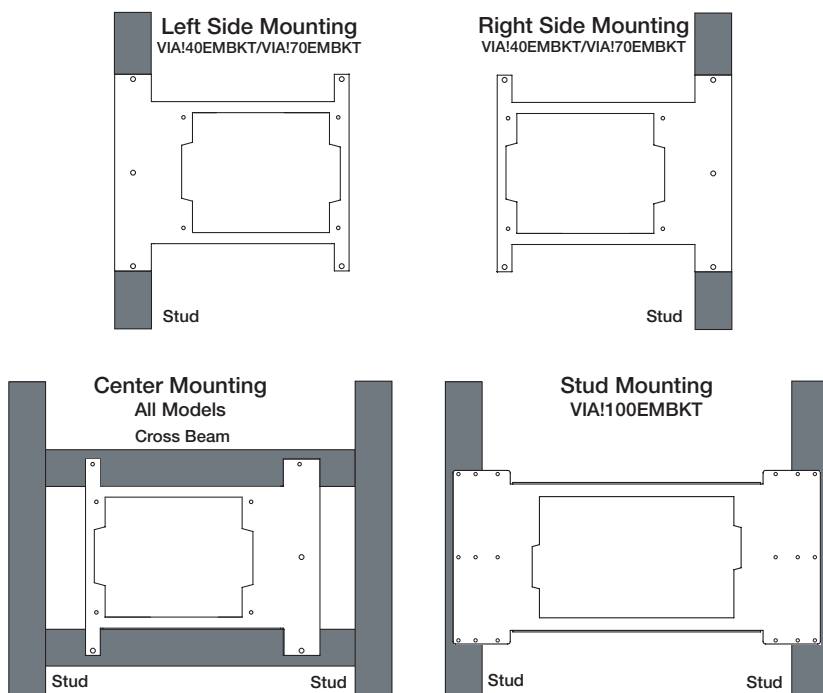 Left Side Mounting
VIA!40EMBKT/VIA!70EMBKT
Stud
Right Side Mounting
VIA!40EMBKT/VIA!70EMBKT
Stud
Center Mounting
All Models
Cross Beam
Stud
Stud
Stud Mounting
VIA!100EMBKT
Stud
Stud